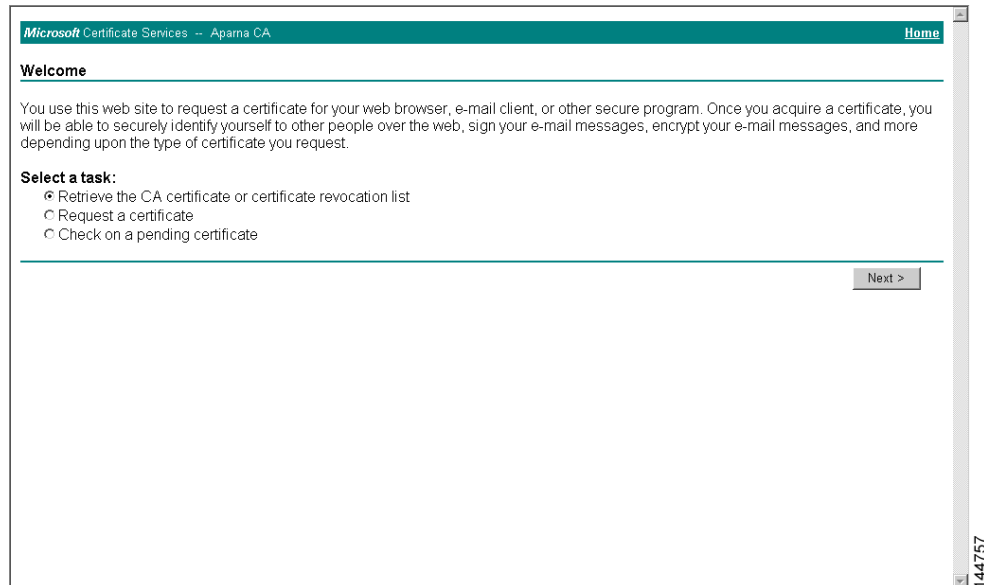 Microsoft Certificate Services -- Aparna CA Home
Welcome
You use this web site to request a certificate for your web browser, e-mail client, or other secure program. Once you acquire a certificate, you
will be able to securely identify yourself to other people over the web, sign your e-mail messages, encrypt your e-mail messages, and more
depending upon the type of certificate you request.
Select a task:
Retrieve the CA certificate or certificate revocation list
Request a certificate
Check on a pending certificate
Next >
144757